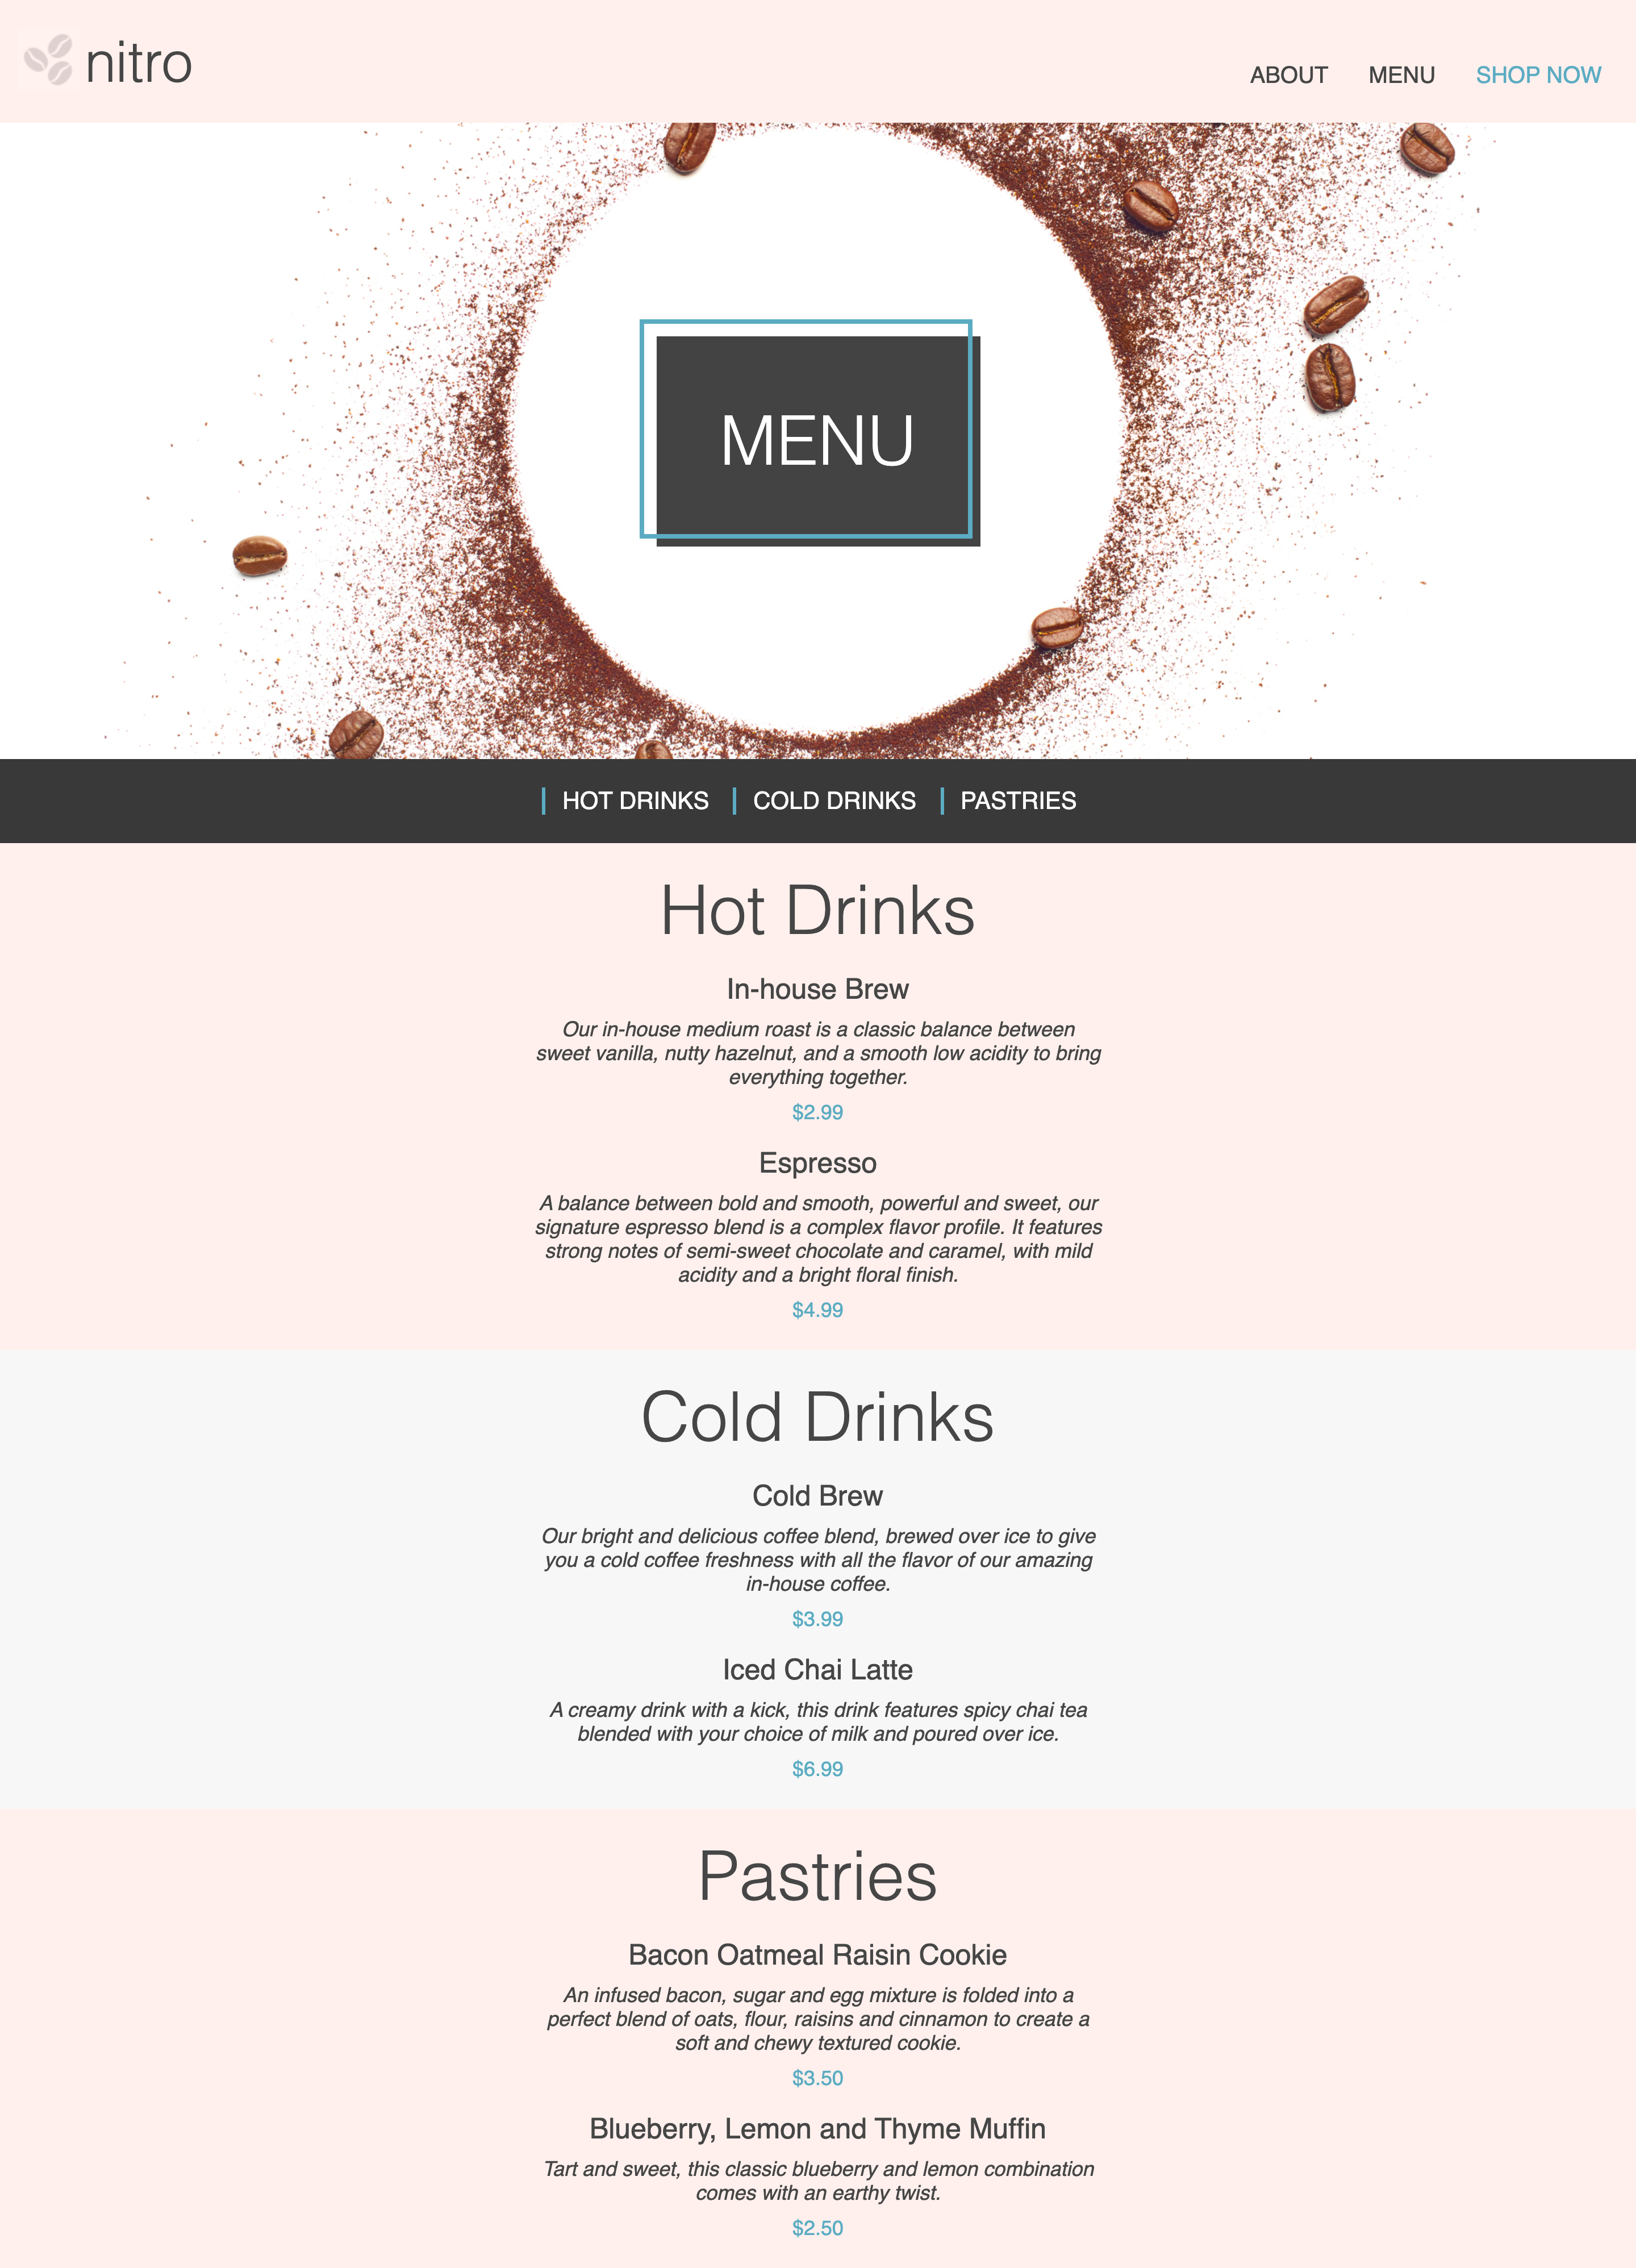 nitro
ABOUT MENU SHOP NOW
MENU
HOT DRINKS COLD DRINKS PASTRIES
Hot Drinks
In-house Brew
Our in-house medium roast is a classic balance between
sweet vanilla, nutty hazelnut, and a smooth low acidity to bring
everything together.
$2.99
Espresso
A balance between bold and smooth, powerful and sweet, our
signature espresso blend is a complex flavor profile. It features
strong notes of semi-sweet chocolate and caramel, with mild
acidity and a bright floral finish.
$4.99
Cold Drinks
Cold Brew
Our bright and delicious coffee blend, brewed over ice to give
you a cold coffee freshness with all the flavor of our amazing
in-house coffee.
$3.99
Iced Chai Latte
A creamy drink with a kick, this drink features spicy chai tea
blended with your choice of milk and poured over ice.
$6.99
Pastries
Bacon Oatmeal Raisin Cookie
An infused bacon, sugar and egg mixture is folded into a
perfect blend of oats, flour, raisins and cinnamon to create a
soft and chewy textured cookie.
$3.50
Blueberry, Lemon and Thyme Muffin
Tart and sweet, this classic blueberry and lemon combination
comes with an earthy twist.
$2.50